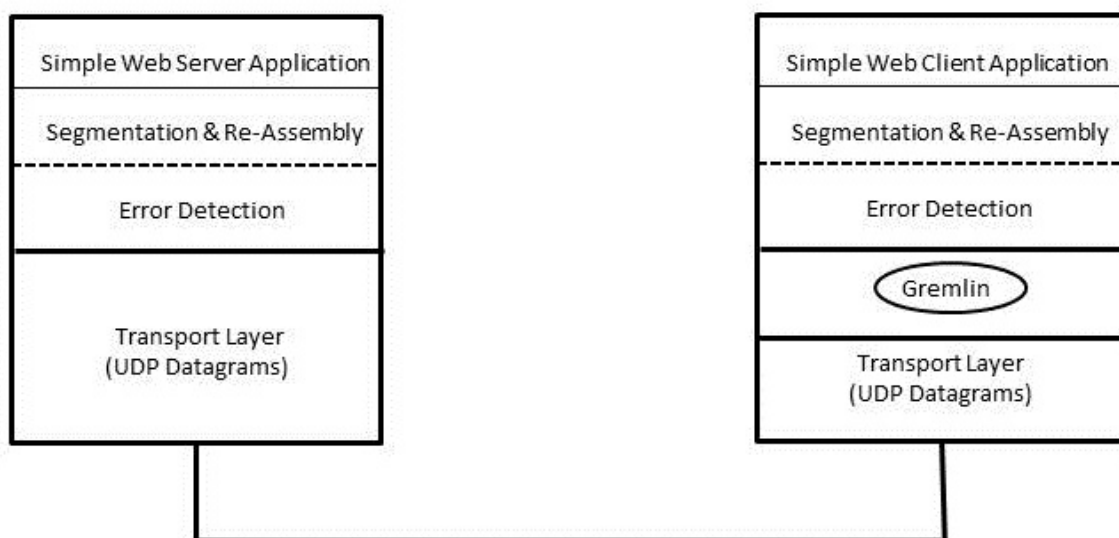 Simple Web Server Application
Segmentation & Re-Assembly
Error Detection
Transport Layer
(UDP Datagrams)
Simple Web Client Application
Segmentation & Re-Assembly
Error Detection
Gremlin
Transport Layer
(UDP Datagrams)